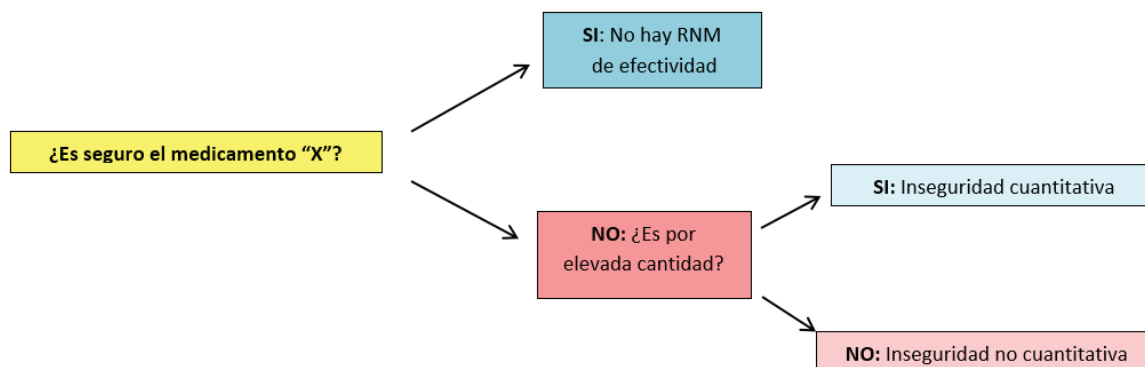 SI: No hay RNM
de efectividad
¿Es seguro el medicamento “X”?
SI: Inseguridad cuantitativa
NO: ¿Es por
elevada cantidad?
NO: Inseguridad no cuantitativa